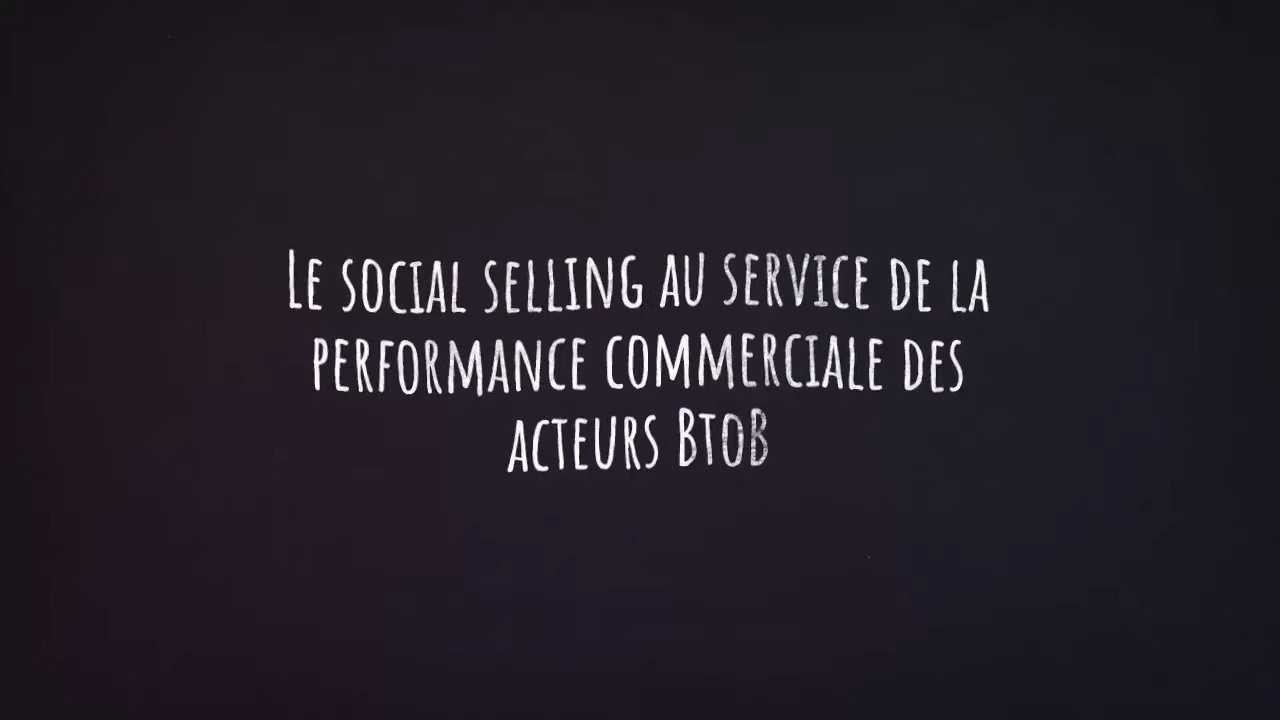 Le social selling au service de la
performance commerciale des
acteurs BtoB